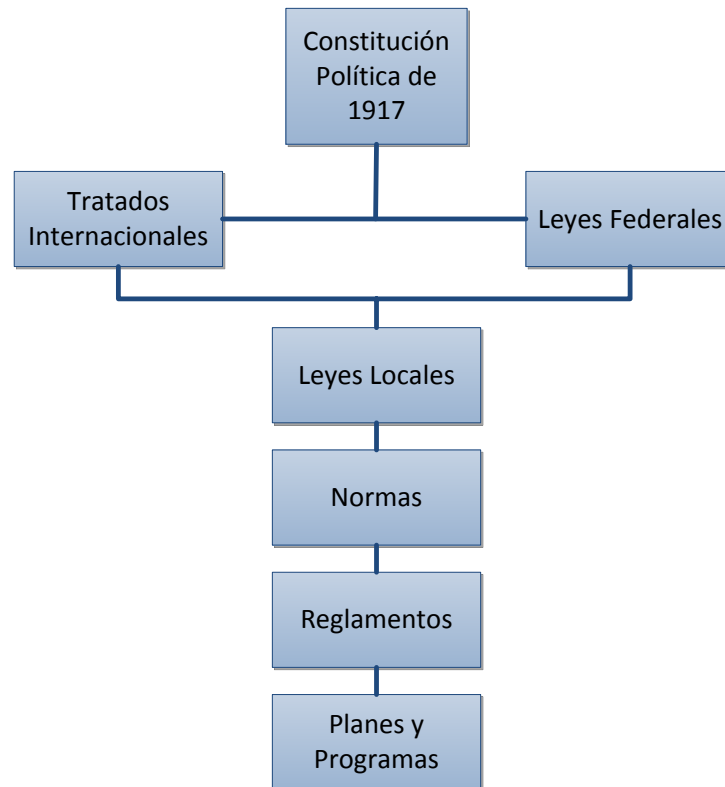 Constitución
Política de
1917
Tratados
Internacionales
Leyes Federales
Leyes Locales
Normas
Reglamentos
Planes y
Programas